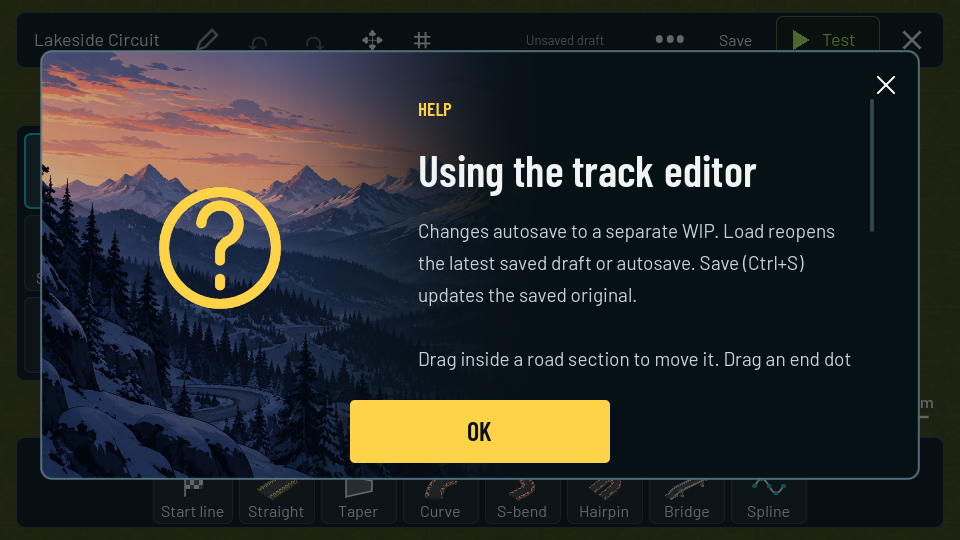 Lakeside Circuit
Unsaved draft
Save
Test
HELP
Using the track editor
Changes autosave to a separate WIP. Load reopens
the latest saved draft or autosave. Save (Ctrl+S)
updates the saved original.
Drag inside a road section to move it. Drag an end dot
OK
Start line
Straight
Taper
Curve
S-bend
Hairpin
Bridge
Spline